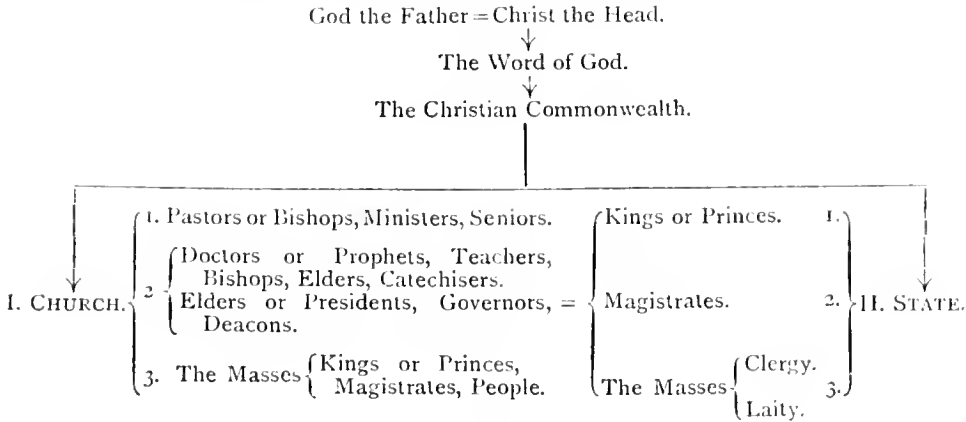 God the Father = Christ the Head.
The Word of God.
The Christian Commonwealth.
I. CHURCH.
1. Pastors or Bishops, Ministers, Seniors.
2 Doctors or Prophets, Teachers,
Bishops, Elders, Catechisers.
Elders or Presidents, Governors, =
Deacons.
3. The Masses Kings or Princes,
Magistrates, People.
Kings or Princes. 1.
Magistrates. 2.
The Masses Clergy. 3.
Laity.
II. STATE.